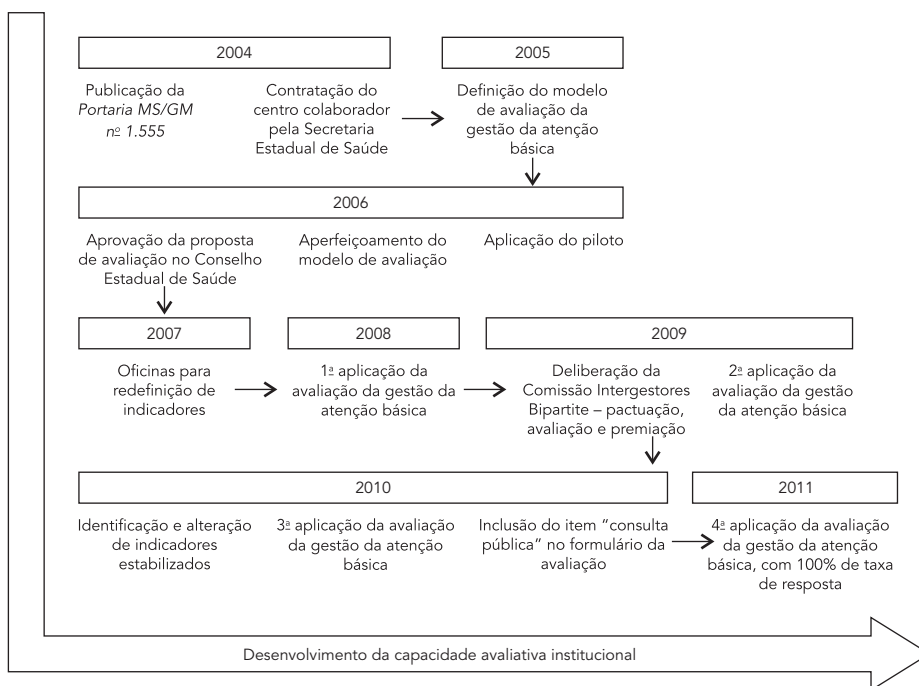 2004
2005
Publicação da
Portaria MS/GM
nº 1.555
Contratação do
centro colaborador
pela Secretaria
Estadual de Saúde
Definição do modelo
de avaliação da
gestão da atenção
básica
2006
Aprovação da proposta
de avaliação no Conselho
Estadual de Saúde
Aperfeiçoamento do
modelo de avaliação
Aplicação do piloto
2007
2008
2009
Oficinas para
redefinição de
indicadores
1ª aplicação da
avaliação da gestão da
atenção básica
Deliberação da
Comissão Intergestores
Bipartite – pactuação,
avaliação e premiação
2ª aplicação da
avaliação da gestão
da atenção básica
2010
2011
Identificação e alteração
de indicadores
estabilizados
3ª aplicação da avaliação
da gestão da atenção
básica
Inclusão do item “consulta
pública” no formulário da
avaliação
4ª aplicação da avaliação
da gestão da atenção
básica, com 100% de taxa
de resposta
Desenvolvimento da capacidade avaliativa institucional